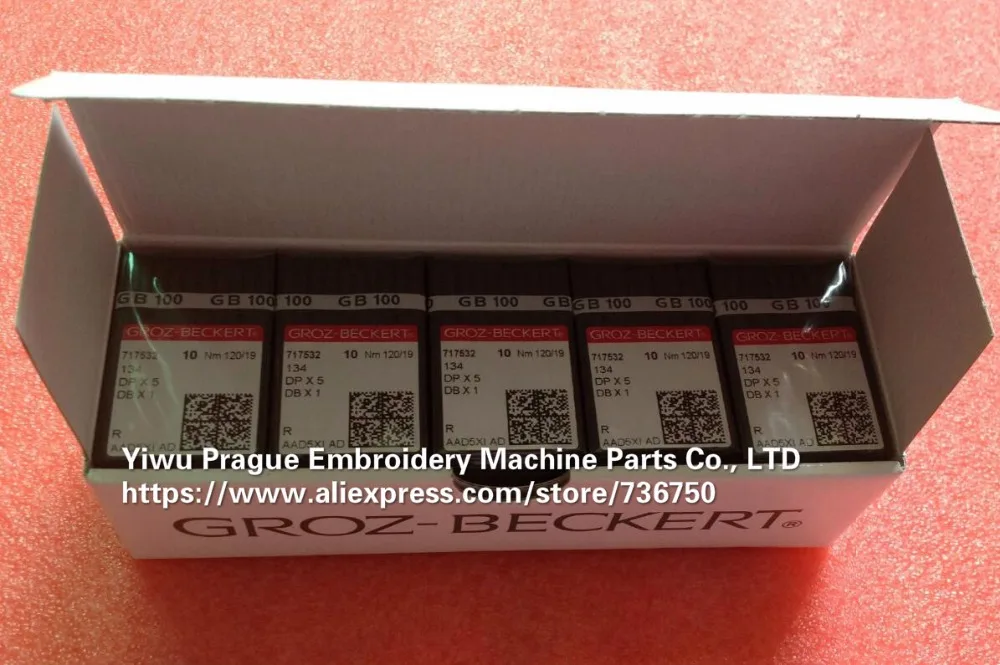 GB 100 GB 100
100 GB 100
GB 100 GB
GB 100 100
100 GB 100
GROZ-BECKERT
717532 10 Nm 120/19
134
DP X 5
DB X 1
R
AAD5XI AD
GROZ-BECKERT
717532 10 Nm 120/19
134
DP X 5
DB X 1
R
AAD5XI AD
GROZ-BECKERT
717532 10 Nm 120/19
134
DP X 5
DB X 1
R
AAD5XI AD
GROZ-BECKERT
717532 10 Nm 120/19
134
DP X 5
DB X 1
R
AAD5XI AD
GROZ-BECKERT
717532 10 Nm 120/19
134
DP X 5
DB X 1
R
AAD5XI AD
Yiwu Prague Embroidery Machine Parts Co., LTD
https://www.aliexpress.com/store/736750
GROZ-BECKERT®